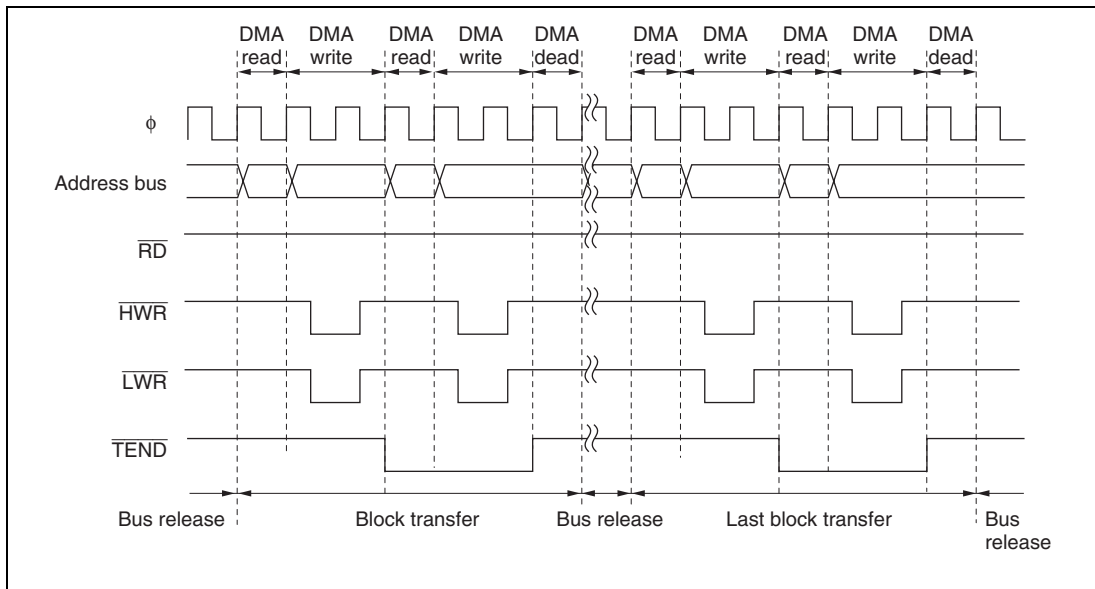 DMA DMA DMA DMA DMA DMA DMA DMA DMA DMA
read write read write dead read write read write dead
φ
Address bus
RD
HWR
LWR
TEND
Bus release Block transfer Bus release Last block transfer Bus
release